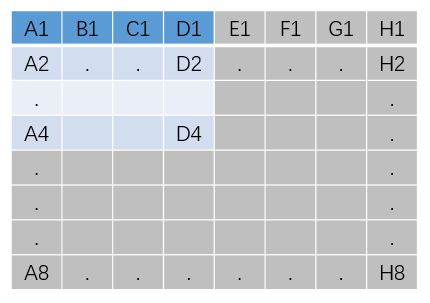 A1 B1 C1 D1 E1 F1 G1 H1
A2 . . D2 . . . H2
. .
A4 D4 .
. .
. .
. .
A8 . . . . . . H8